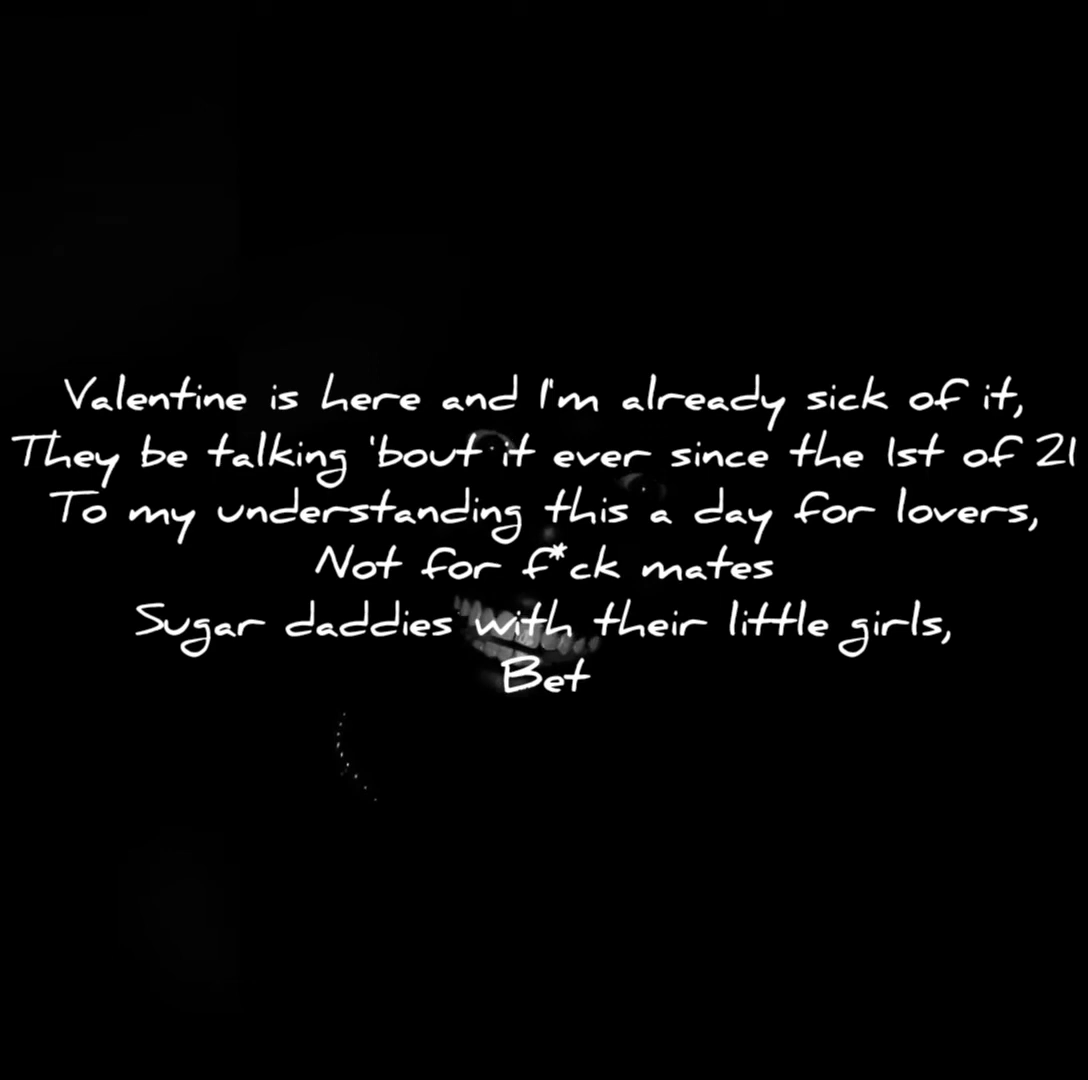 Valentine is here and I'm already sick of it,
They be talking 'bout it ever since the 1st of 21
To my understanding this a day for lovers,
Not for f*ck mates
Sugar daddies with their little girls,
Bet